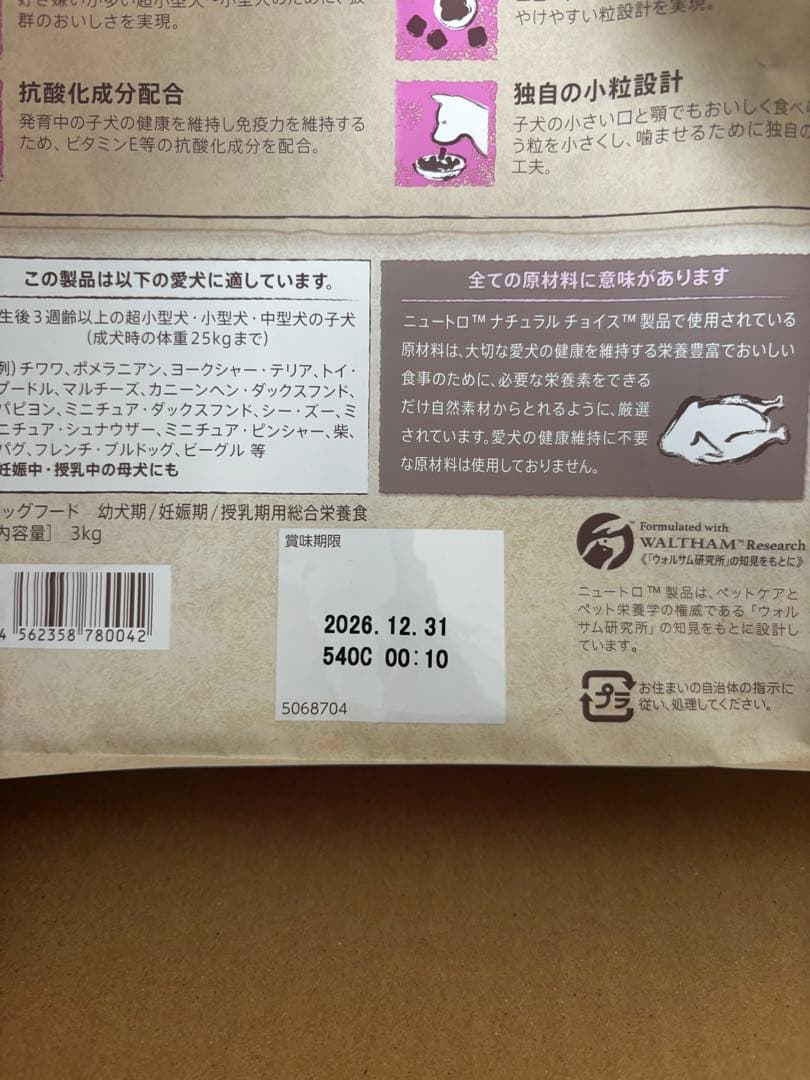 群のおいしさを実現。
やけやすい粒設計を実現。
抗酸化成分配合
発育中の子犬の健康を維持し免疫力を維持する
ため、ビタミンE等の抗酸化成分を配合。
独自の小粒設計
子犬の小さい口と顎でもおいしく食べ
う粒を小さくし、噛ませるために独自の
工夫。
この製品は以下の愛犬に適しています。
生後3週齢以上の超小型犬・小型犬・中型犬の子犬
(成犬時の体重25kgまで)
例) チワワ、ポメラニアン、ヨークシャー・テリア、トイ・
プードル、マルチーズ、カニーンヘン・ダックスフンド、
パピヨン、ミニチュア・ダックスフンド、シー・ズー、ミ
ニチュア・シュナウザー、ミニチュア・ピンシャー、柴、
パグ、フレンチ・ブルドッグ、ビーグル 等
妊娠中・授乳中の母犬にも
全ての原材料に意味があります
ニュートロ™ ナチュラル チョイス™ 製品で使用されている
原材料は、大切な愛犬の健康を維持する栄養豊富でおいしい
食事のために、必要な栄養素をできる
だけ自然素材からとれるように、厳選
されています。愛犬の健康維持に不要
な原材料は使用しておりません。
ッグフード 幼犬期/妊娠期/授乳期用総合栄養食
内容量] 3kg
4 562358 780042
賞味期限
2026.12.31
540C 00:10
5068704
Formulated with
WALTHAM™ Research
《「ウォルサム研究所」の知見をもとに》
ニュートロ™ 製品は、ペットケアと
ペット栄養学の権威である「ウォル
サム研究所」の知見をもとに設計し
ています。
プラ
お住まいの自治体の指示に
従い、処理してください。